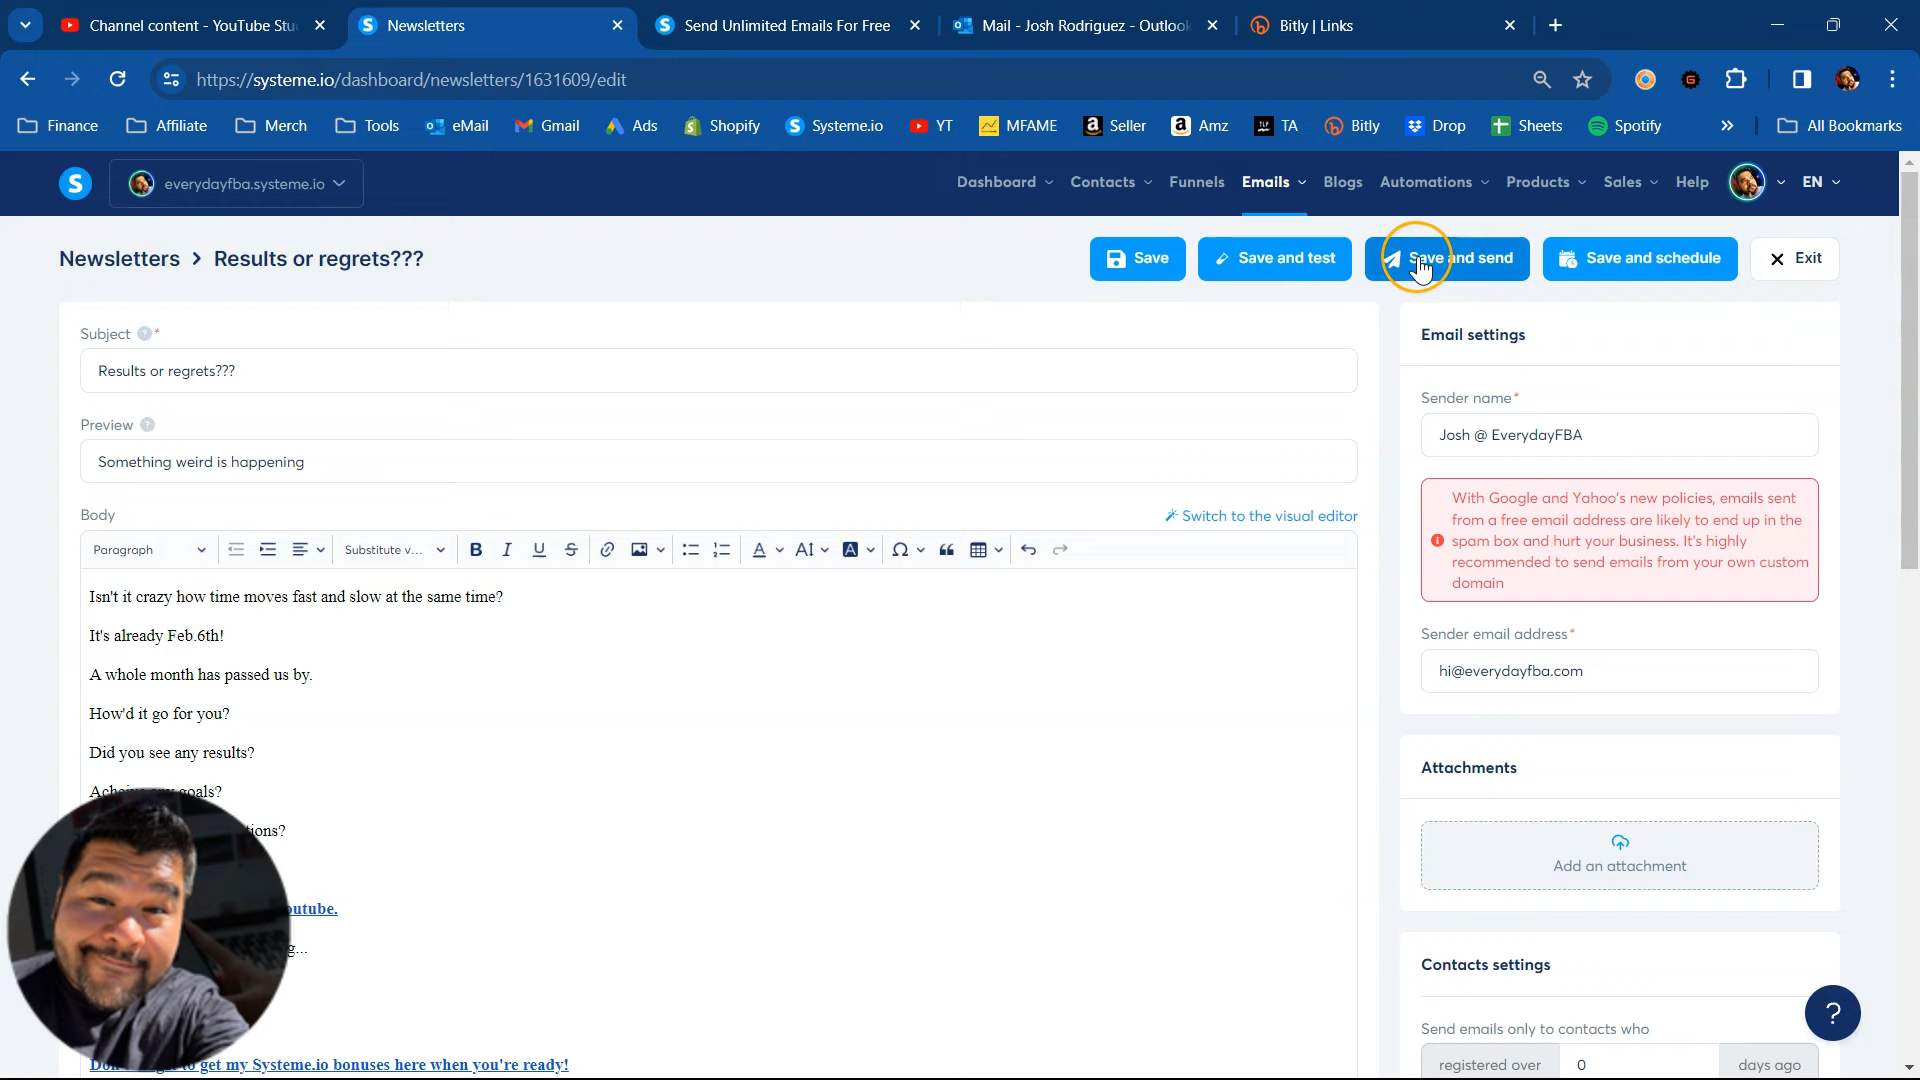 Channel content - YouTube Stu
Newsletters
Send Unlimited Emails For Free
Mail - Josh Rodriguez - Outlook
Bitly | Links
https://systeme.io/dashboard/newsletters/1631609/edit
Finance
Affiliate
Merch
Tools
eMail
Gmail
Ads
Shopify
Systeme.io
YT
MFAME
Seller
Amz
TA
Bitly
Drop
Sheets
Spotify
All Bookmarks
everydayfba.systeme.io
Dashboard
Contacts
Funnels
Emails
Blogs
Automations
Products
Sales
Help
EN
Newsletters > Results or regrets???
Save
Save and test
Save and send
Save and schedule
Exit
Subject ? *
Results or regrets???
Preview ?
Something weird is happening
Body
Switch to the visual editor
Paragraph
Substitute v...
Isn't it crazy how time moves fast and slow at the same time?
It's already Feb.6th!
A whole month has passed us by.
How'd it go for you?
Did you see any results?
goals?
outube.
g...
get my Systeme.io bonuses here when you're ready!
Email settings
Sender name*
Josh @ EverydayFBA
With Google and Yahoo's new policies, emails sent
from a free email address are likely to end up in the
spam box and hurt your business. It's highly
recommended to send emails from your own custom
domain
Sender email address*
hi@everydayfba.com
Attachments
Add an attachment
Contacts settings
Send emails only to contacts who
registered over 0 days ago
?